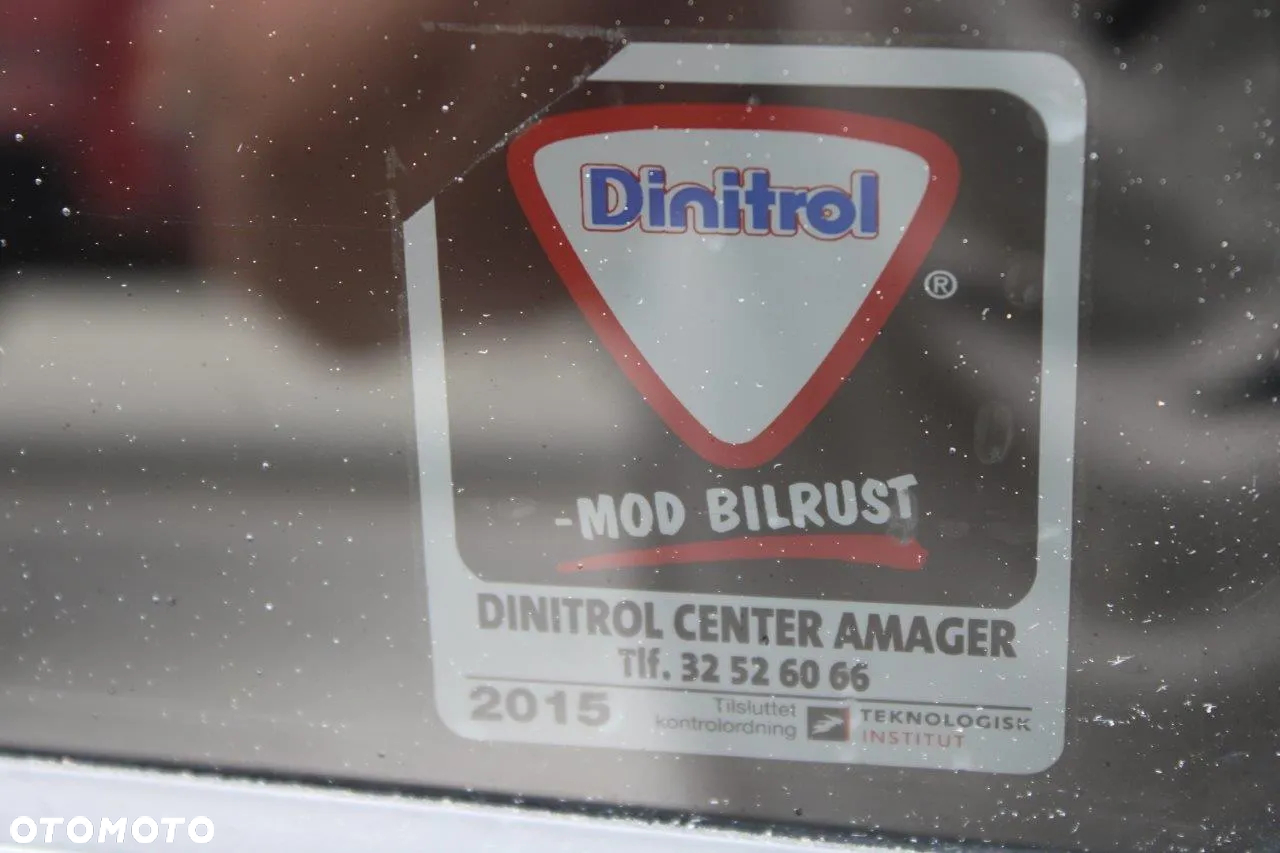 Dinitrol
®
-MOD BILRUST
DINITROL CENTER AMAGER
Tlf. 32 52 60 66
2015
Tilsluttet
kontrolordning
TEKNOLOGISK
INSTITUT
OTOMOTO